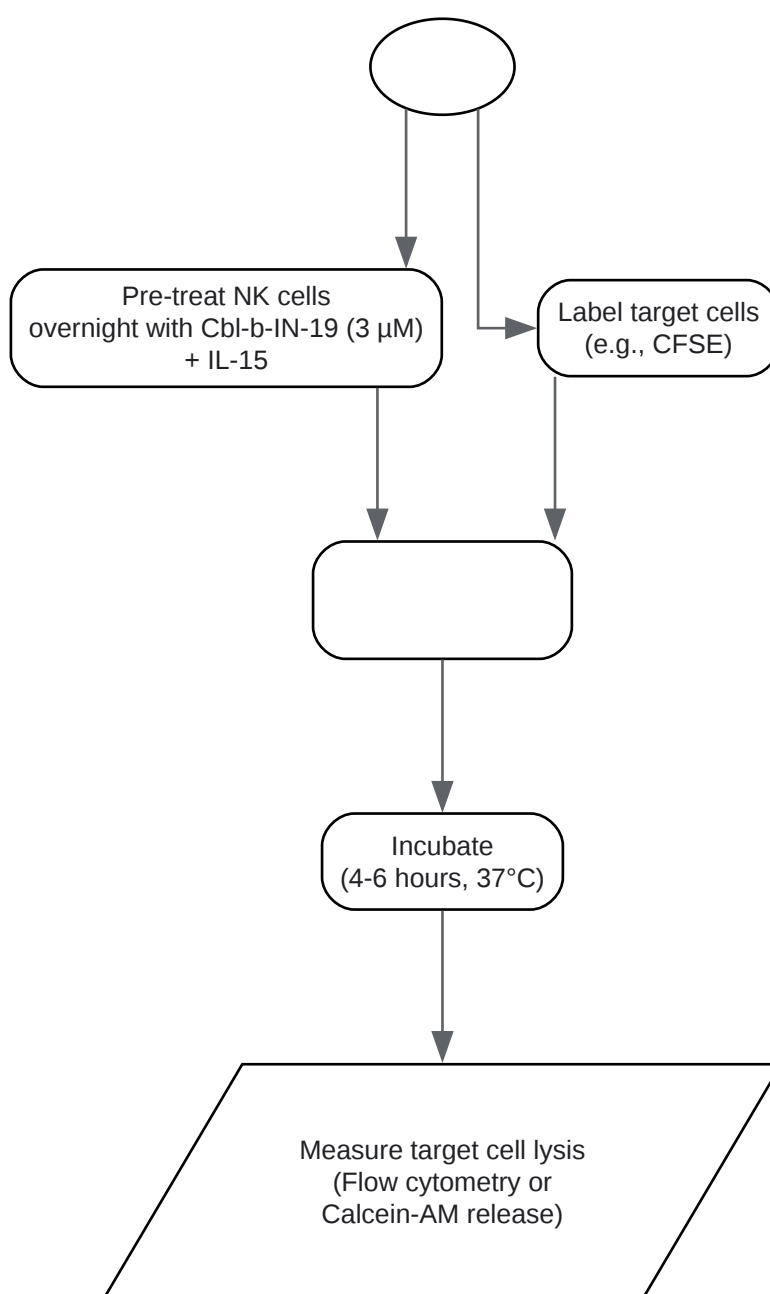 Pre-treat NK cells
overnight with Cbl-b-IN-19 (3 µM)
+ IL-15
Label target cells
(e.g., CFSE)
Incubate
(4-6 hours, 37°C)
Measure target cell lysis
(Flow cytometry or
Calcein-AM release)